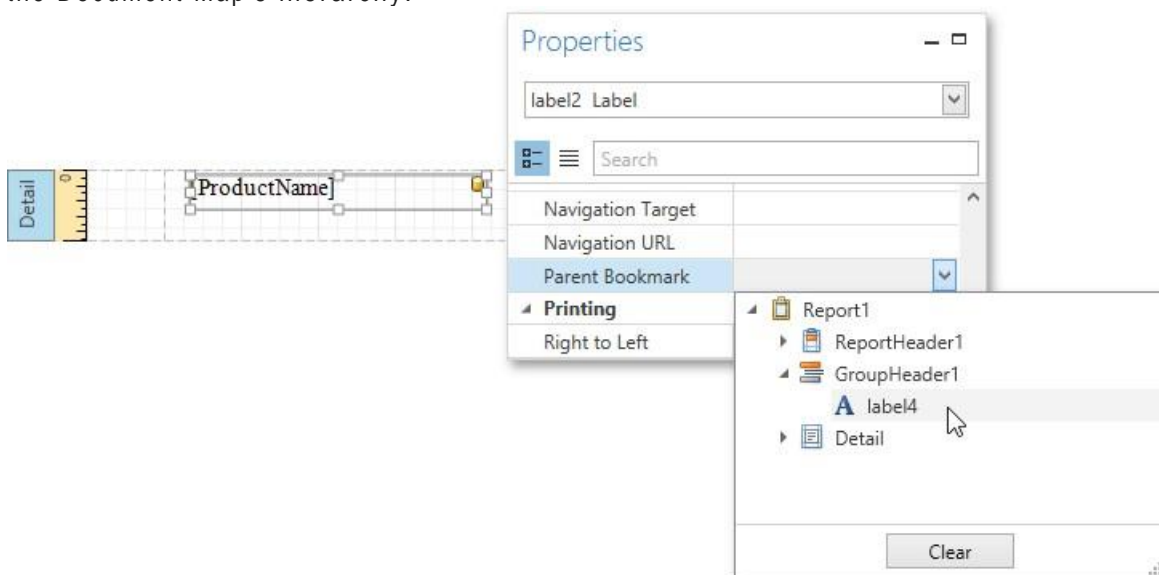 the Document Map's hierarchy.
Properties
label2 Label
Search
Detail
0
[ProductName]
Navigation Target
Navigation URL
Parent Bookmark
Printing
Right to Left
Report1
ReportHeader1
GroupHeader1
A label4
Detail
Clear